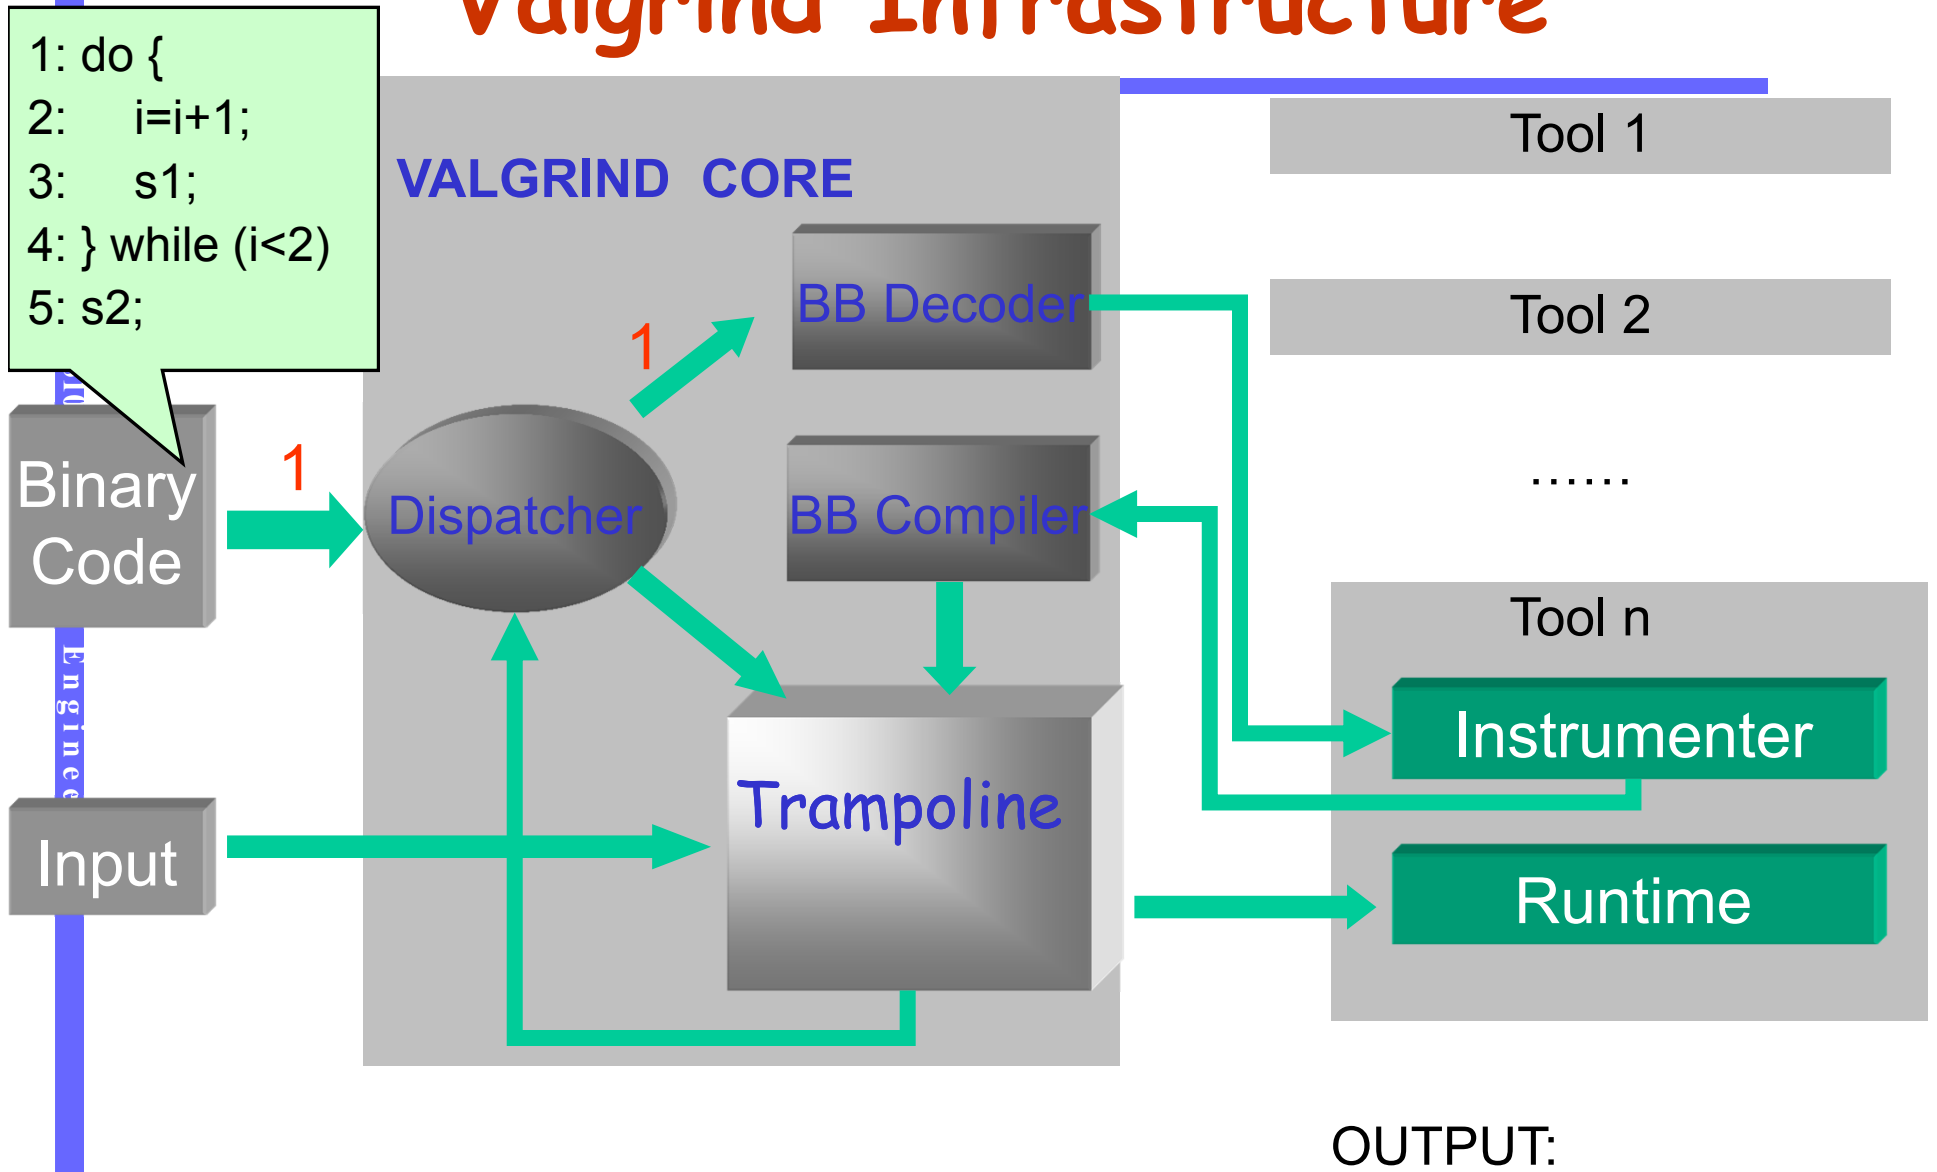 Valgrind Infrastructure
1: do {
2: i=i+1;
3: s1;
4: } while (i<2)
5: s2;
VALGRIND CORE
Tool 1
BB Decoder
Tool 2
1
1
Binary
Code
Dispatcher
BB Compiler
......
Tool n
Instrumenter
Trampoline
Input
Runtime
OUTPUT: